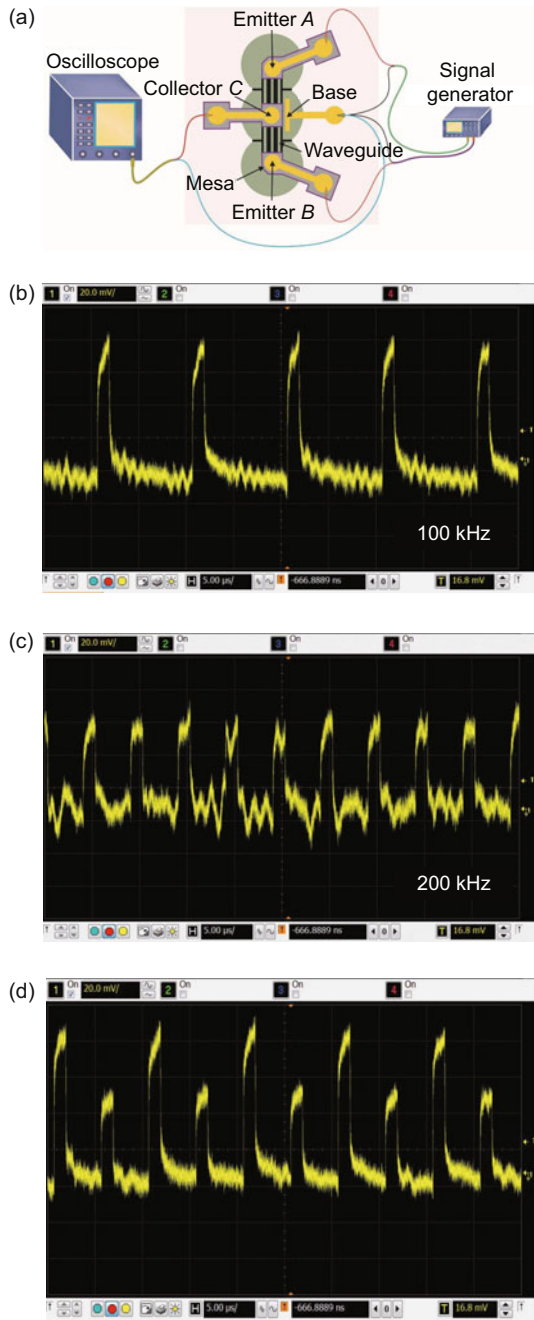 (a)
Emitter A
Oscilloscope
Signal
generator
Collector C
Base
Waveguide
Mesa
Emitter B
(b)
1 On 20.0 mV/ 2 On 3 On 4 On
100 kHz
H 5.00 µs/ -666.8889 ns 0 T 16.8 mV
(c)
1 On 20.0 mV/ 2 On 3 On 4 On
200 kHz
H 5.00 µs/ -666.8889 ns 0 T 16.8 mV
(d)
1 On 20.0 mV/ 2 On 3 On 4 On
H 5.00 µs/ -666.8889 ns 0 T 16.8 mV